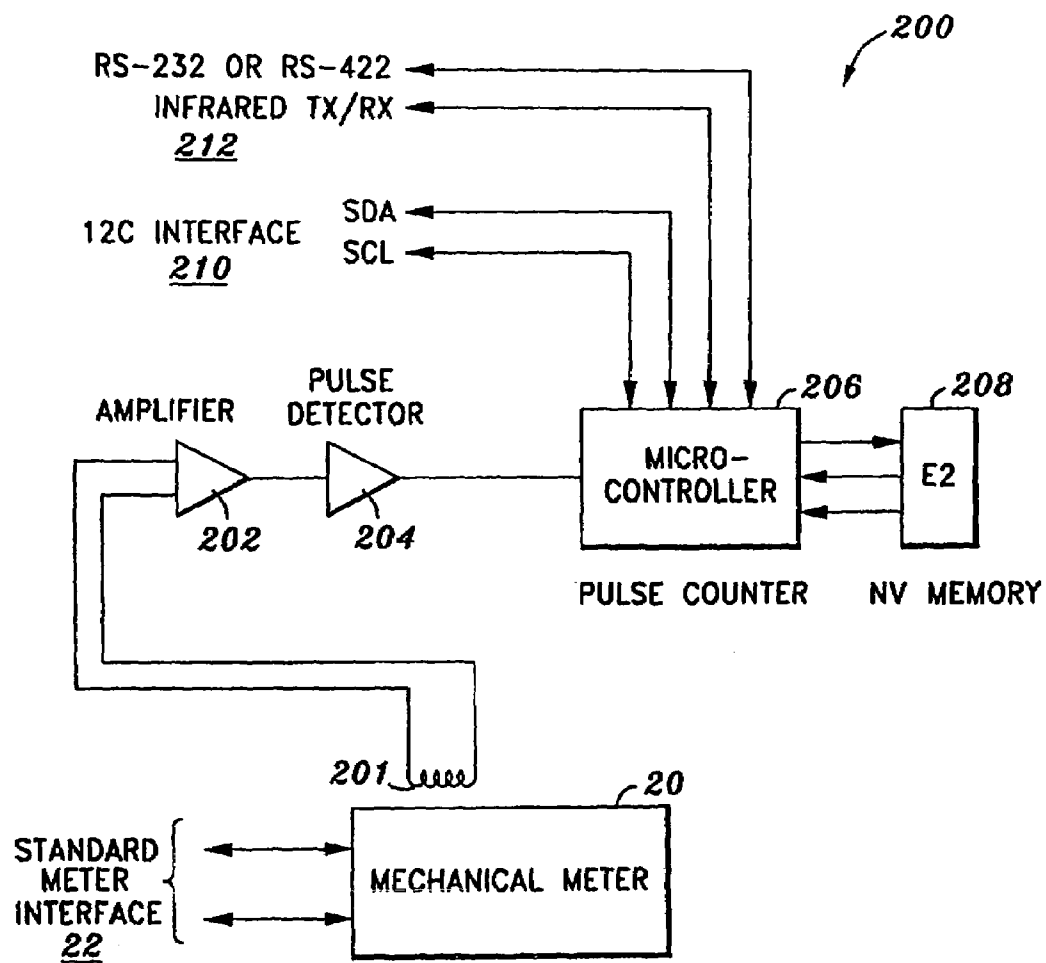 200
RS-232 OR RS-422
INFRARED TX/RX
212
SDA
12C INTERFACE
SCL
210
AMPLIFIER
PULSE
DETECTOR
206
208
MICRO-
CONTROLLER
E2
202
204
PULSE COUNTER
NV MEMORY
201
20
STANDARD
METER
INTERFACE
22
MECHANICAL METER